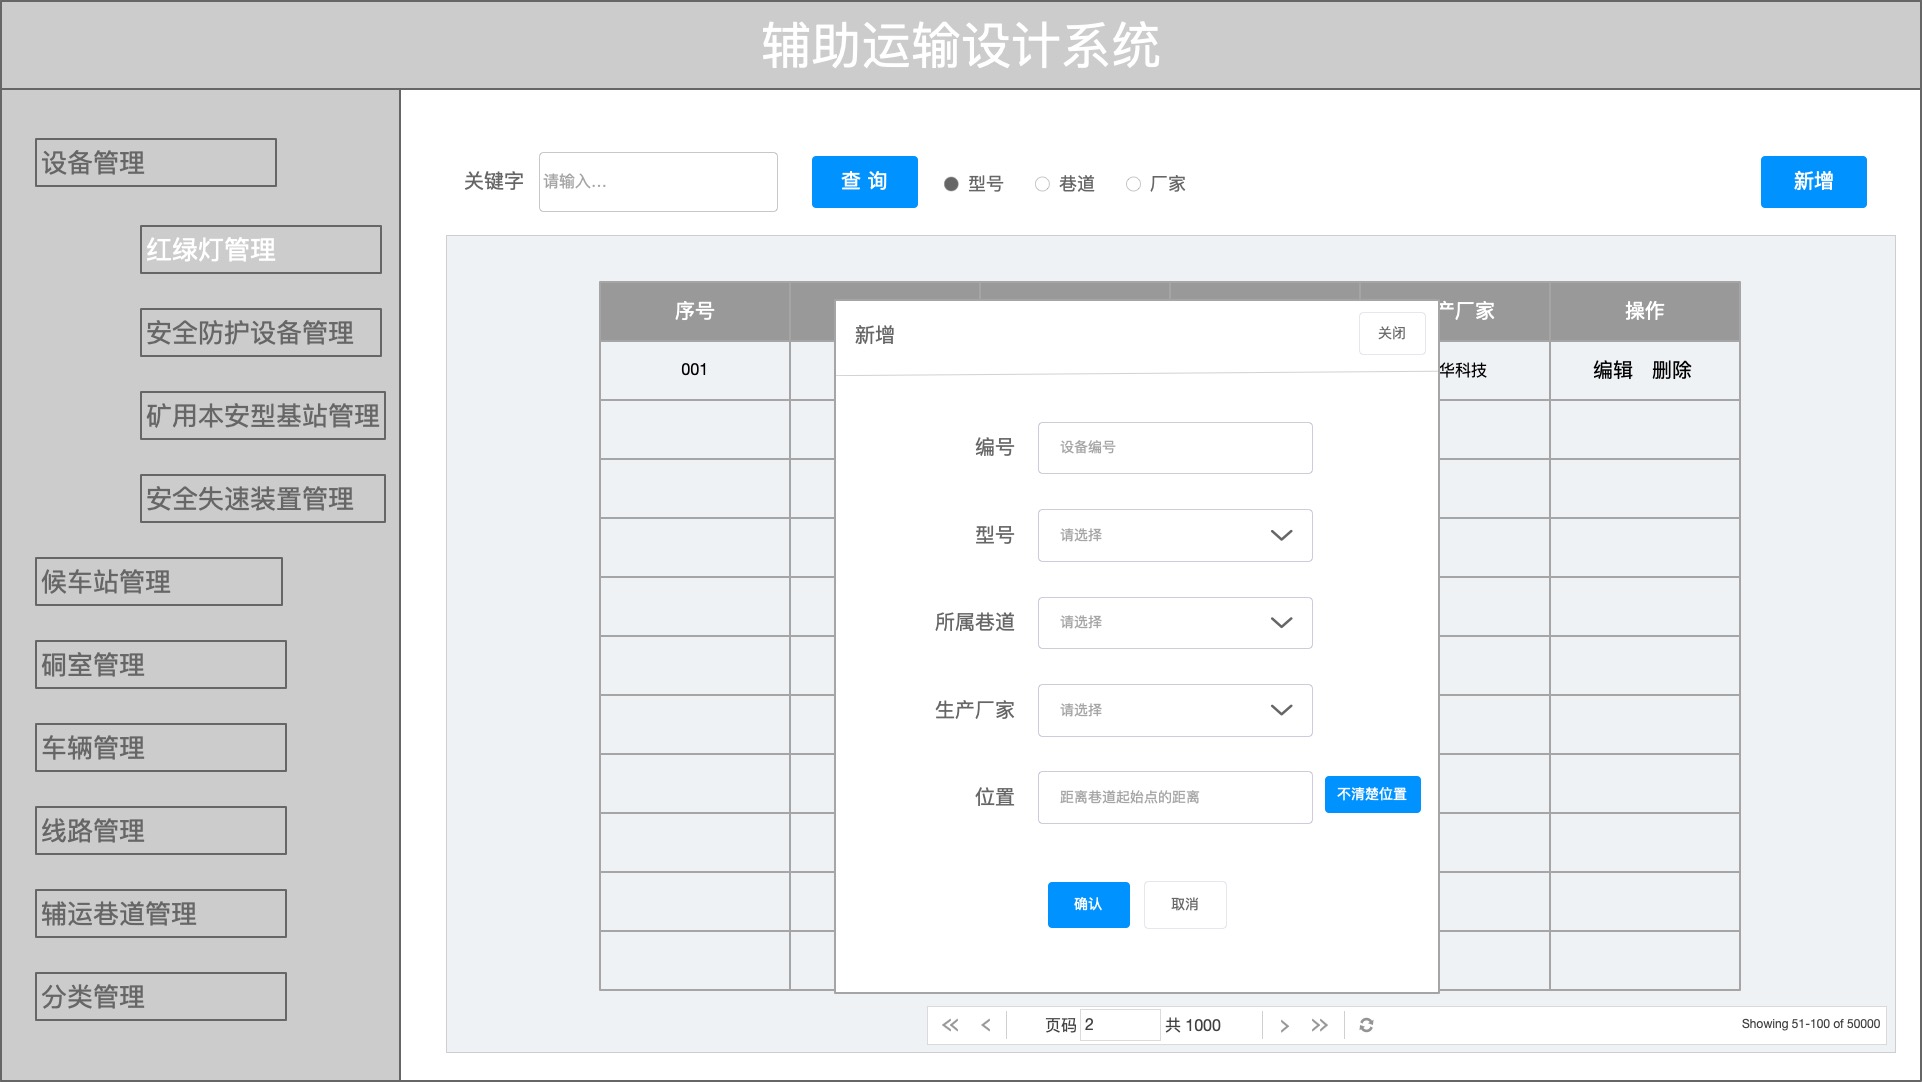 辅助运输设计系统
设备管理
红绿灯管理
安全防护设备管理
矿用本安型基站管理
安全失速装置管理
候车站管理
硐室管理
车辆管理
线路管理
辅运巷道管理
分类管理
关键字 请输入... 查 询 型号 巷道 厂家 新增
序号 产厂家 操作
001 华科技 编辑 删除
新增 关闭
编号 设备编号
型号 请选择
所属巷道 请选择
生产厂家 请选择
位置 距离巷道起始点的距离 不清楚位置
确认 取消
页码 2 共 1000 Showing 51-100 of 50000